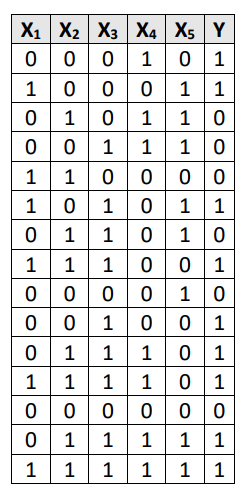 X₁ X₂ X₃ X₄ X₅ Y
0 0 0 1 0 1
1 0 0 0 1 1
0 1 0 1 1 0
0 0 1 1 1 0
1 1 0 0 0 0
1 0 1 0 1 1
0 1 1 0 1 0
1 1 1 0 0 1
0 0 0 0 1 0
0 0 1 0 0 1
0 1 1 1 0 1
1 1 1 1 0 1
0 0 0 0 0 0
0 1 1 1 1 1
1 1 1 1 1 1